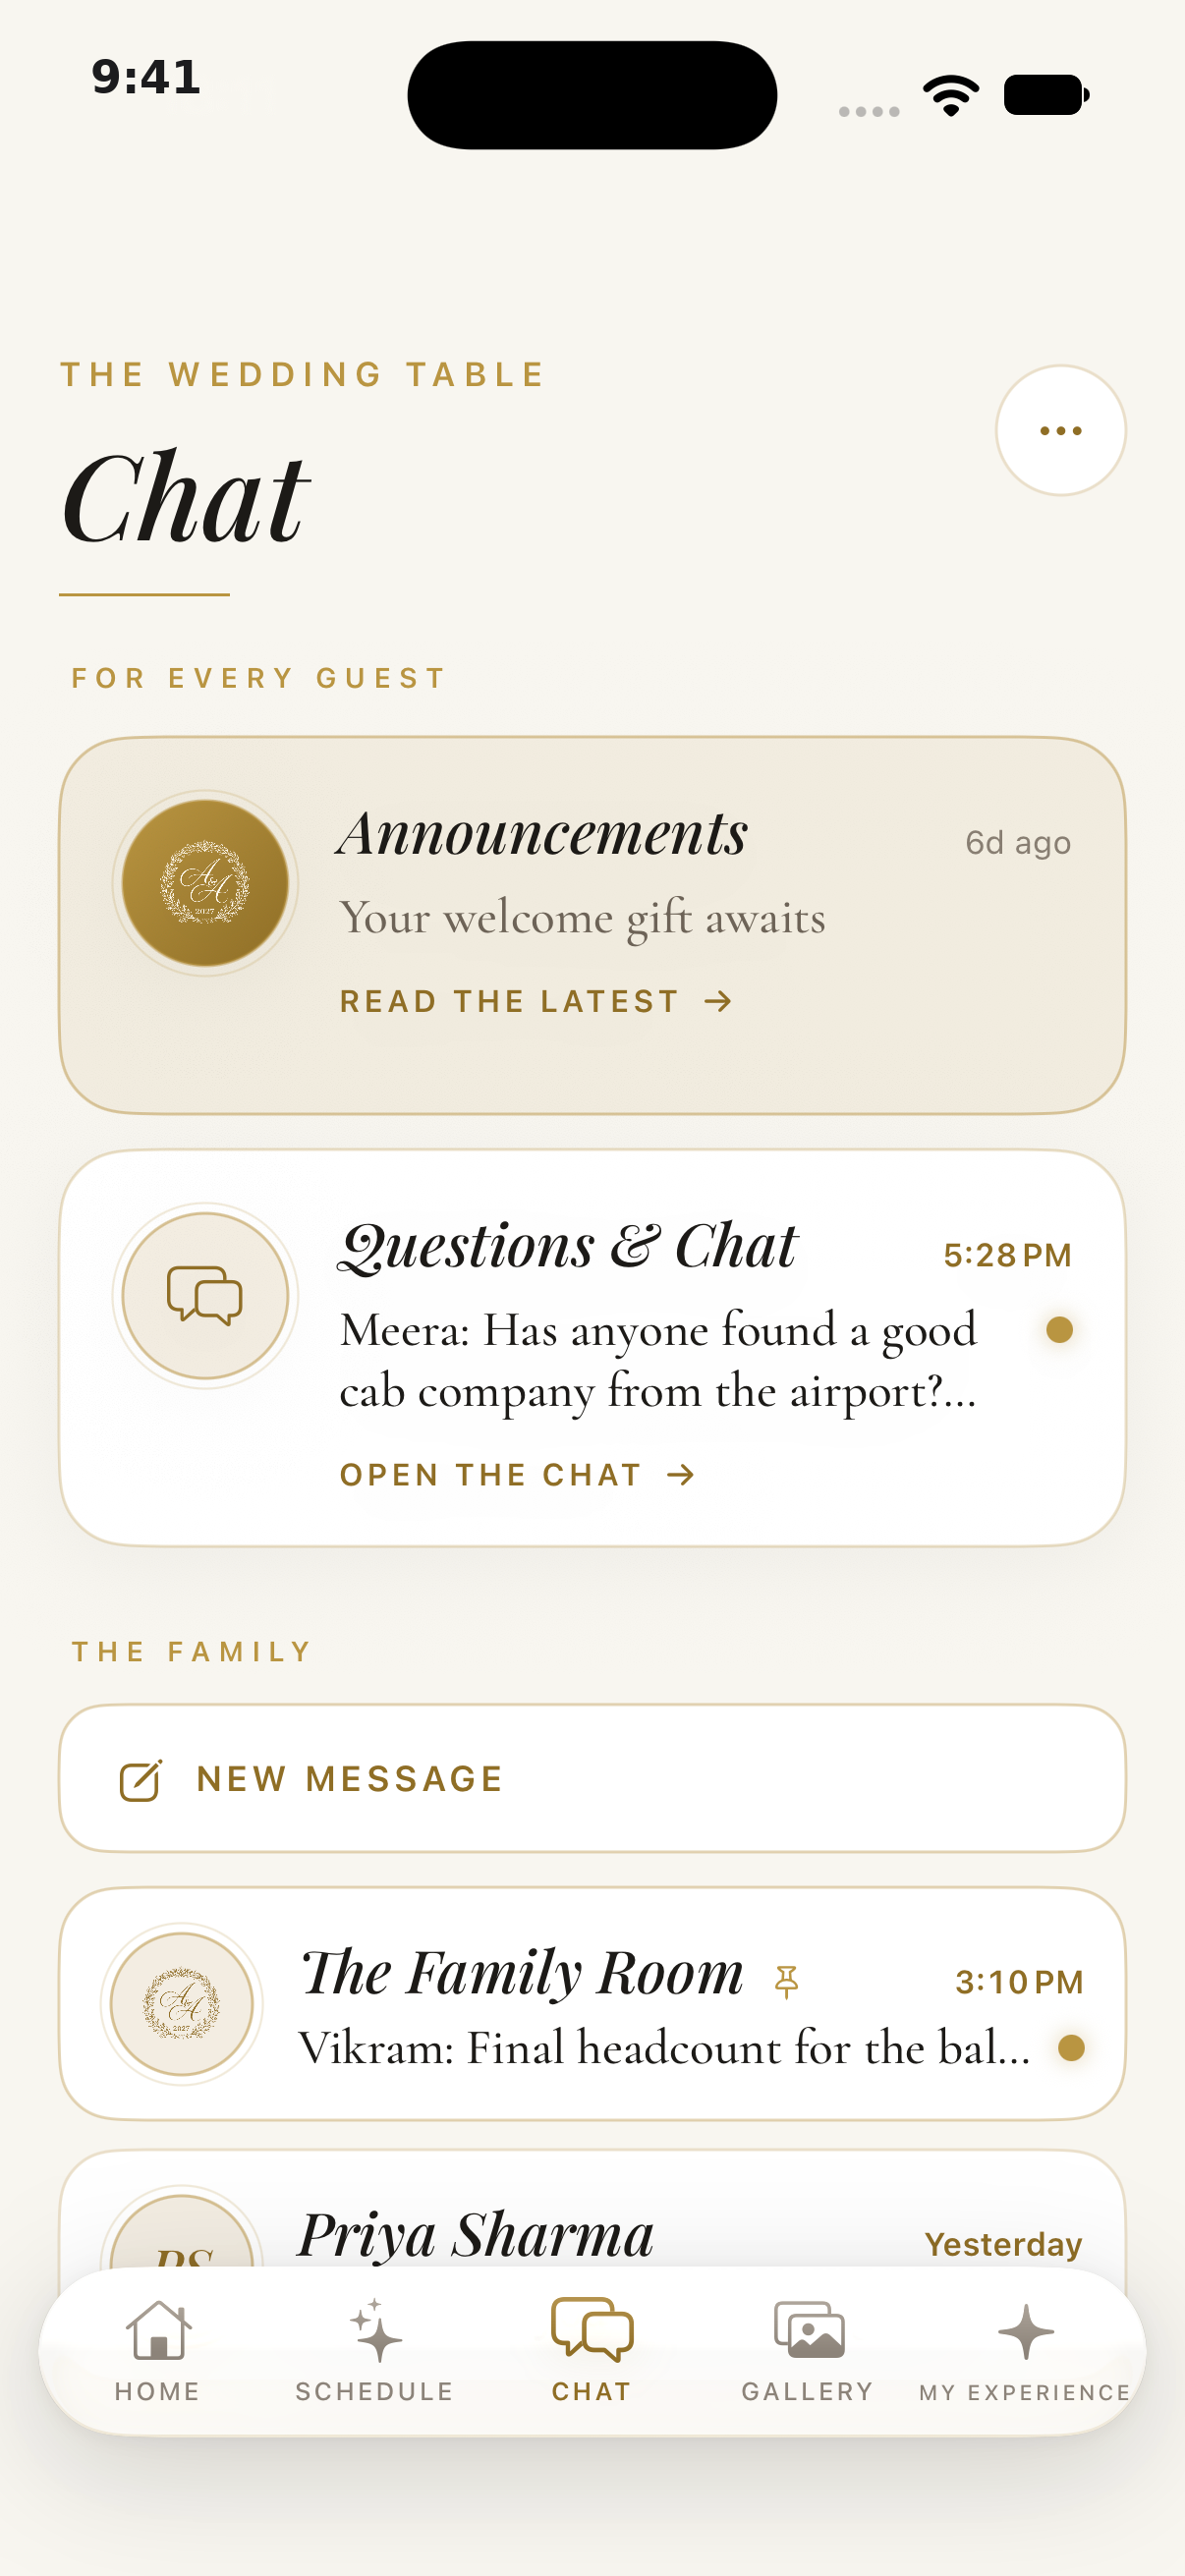 9:41
THE WEDDING TABLE
Chat
FOR EVERY GUEST
Announcements
6d ago
Your welcome gift awaits
READ THE LATEST →
Questions & Chat
5:28 PM
Meera: Has anyone found a good
cab company from the airport?...
OPEN THE CHAT →
THE FAMILY
NEW MESSAGE
The Family Room
3:10 PM
Vikram: Final headcount for the bal...
Priya Sharma
Yesterday
PS
HOME
SCHEDULE
CHAT
GALLERY
MY EXPERIENCE
A&A
2027
A&A
2027